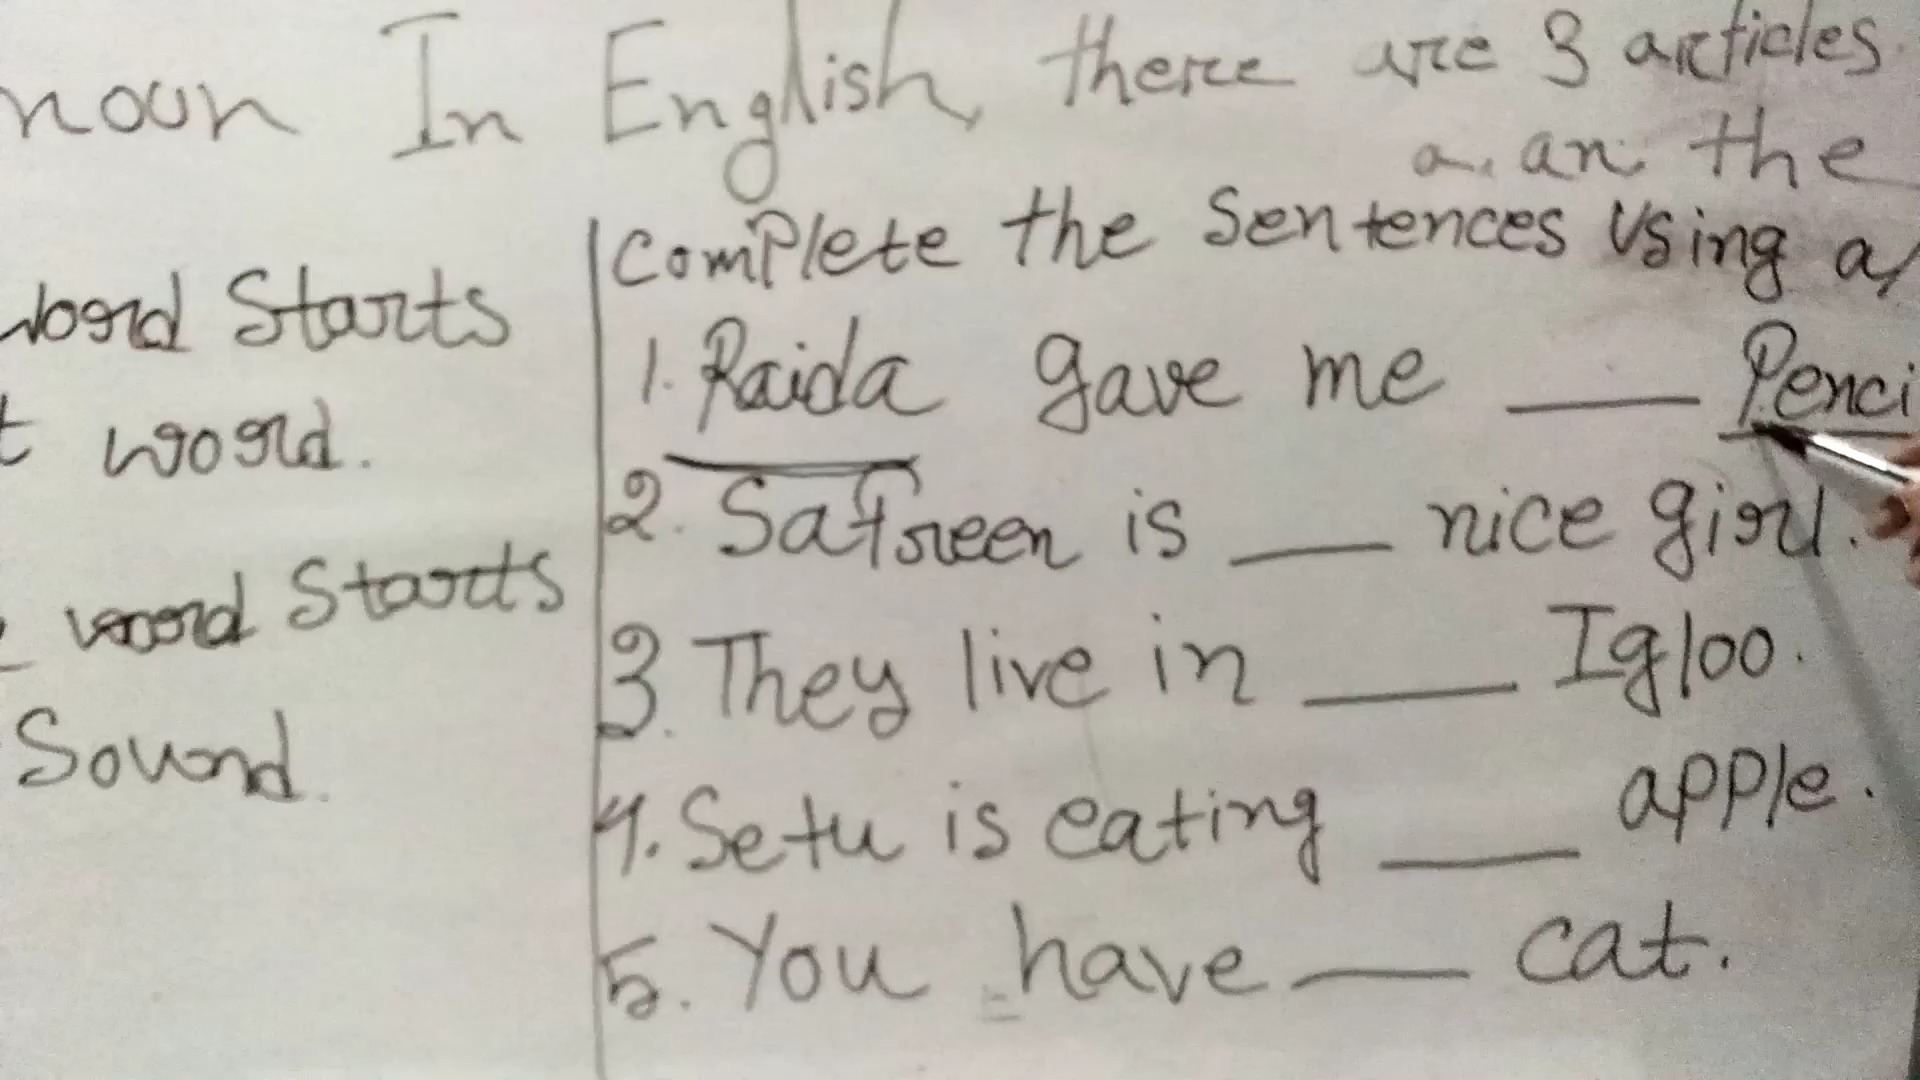 noun In English, there are 3 articles.
a. an. the
Complete the Sentences Using a/
word Starts
1. Raida gave me ___ Penci
t word.
2. Safreen is ___ nice girl.
word Starts
3. They live in ___ Igloo.
Sound.
4. Setu is eating ___ apple.
5. You have ___ cat.